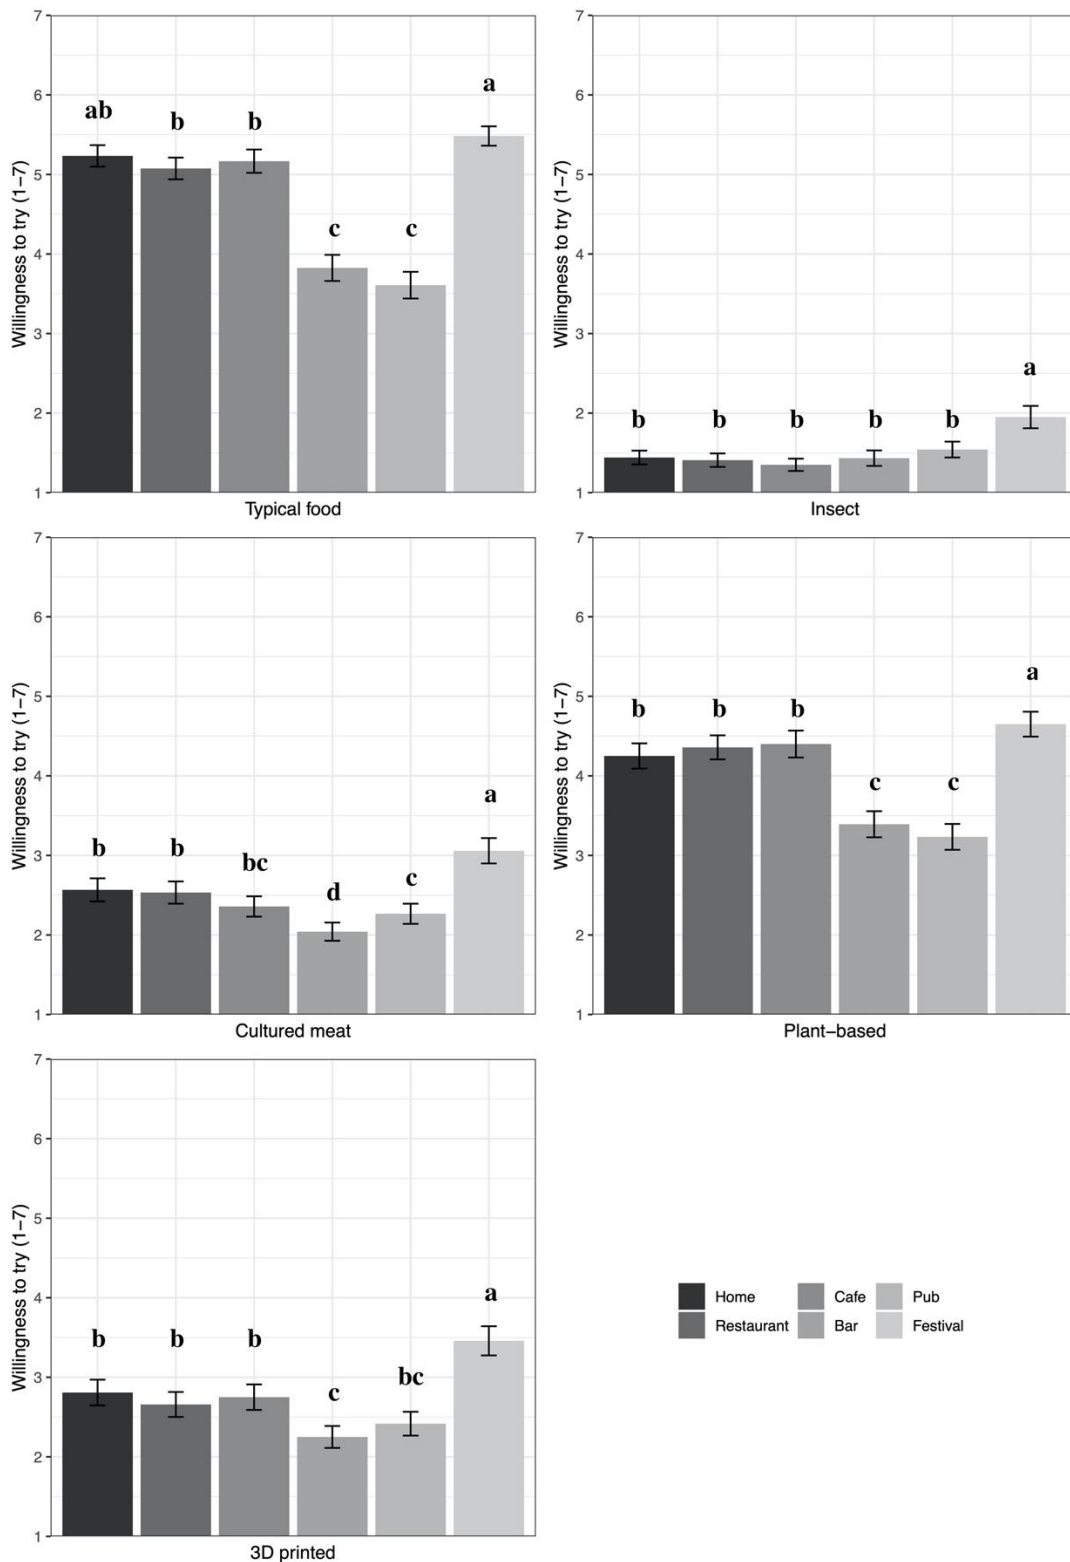 Willingness to try (1–7)
7
6
5
4
3
2
1
ab
b
b
c
c
a
Typical food
Willingness to try (1–7)
7
6
5
4
3
2
1
b
b
b
b
b
a
Insect
Willingness to try (1–7)
7
6
5
4
3
2
1
b
b
bc
d
c
a
Cultured meat
Willingness to try (1–7)
7
6
5
4
3
2
1
b
b
b
c
c
a
Plant–based
Willingness to try (1–7)
7
6
5
4
3
2
1
b
b
b
c
bc
a
3D printed
Home
Cafe
Pub
Restaurant
Bar
Festival